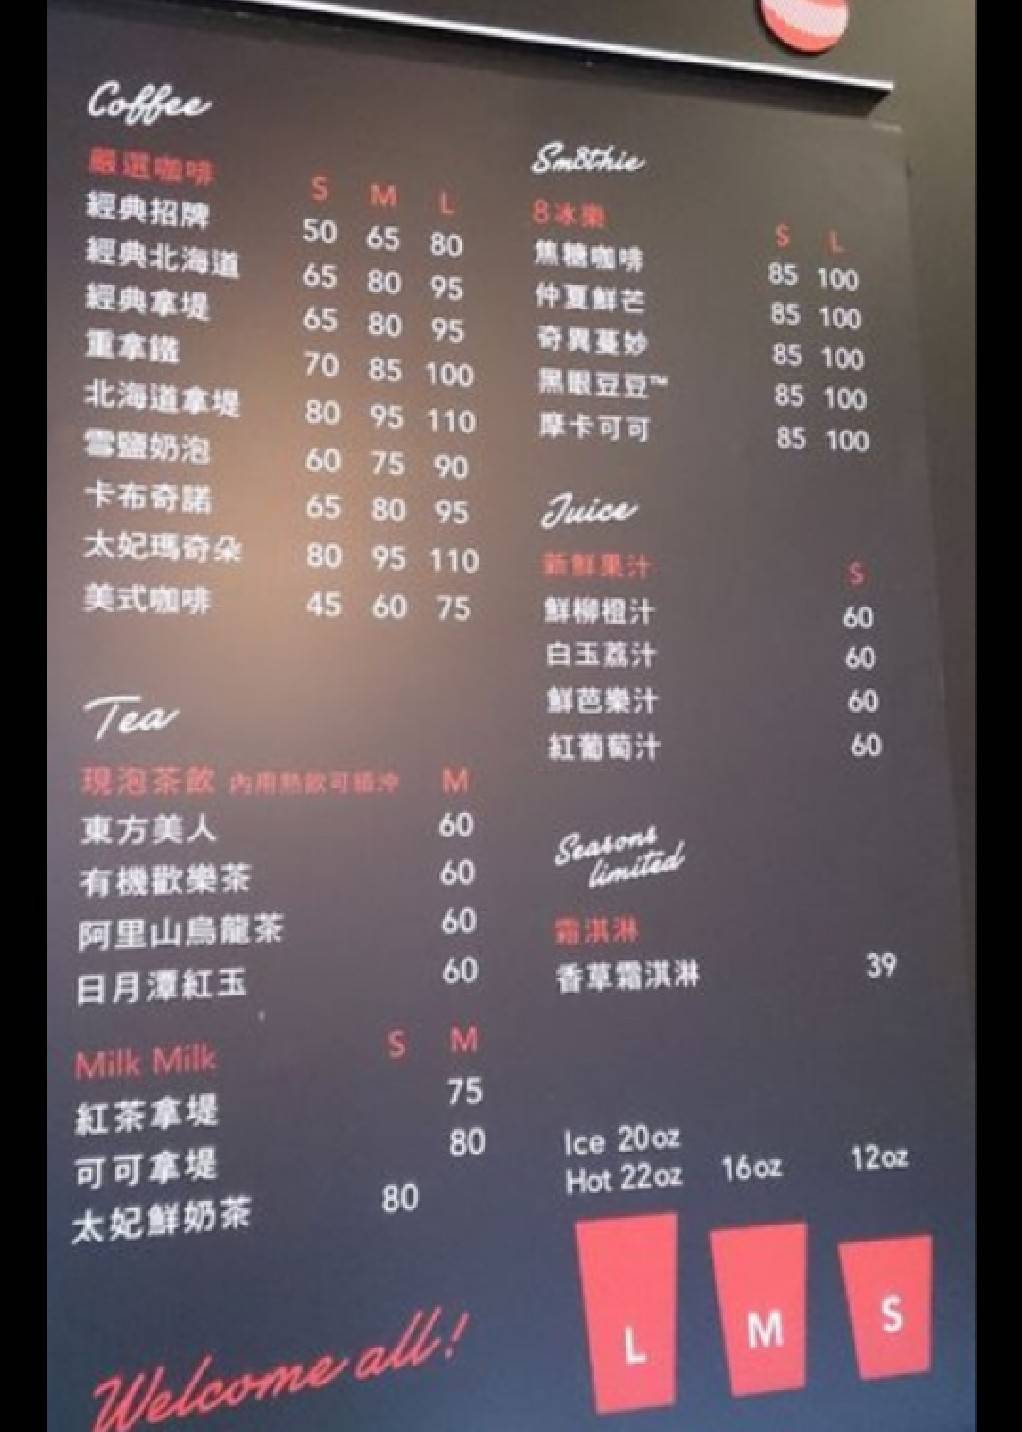 Coffee
嚴選咖啡 S M L
經典招牌 50 65 80
經典北海道 65 80 95
經典拿堤 65 80 95
重拿鐵 70 85 100
北海道拿堤 80 95 110
雪鹽奶泡 60 75 90
卡布奇諾 65 80 95
太妃瑪奇朵 80 95 110
美式咖啡 45 60 75
Tea
現泡茶飲 內用熱飲可續沖 M
東方美人 60
有機歡樂茶 60
阿里山烏龍茶 60
日月潭紅玉 60
Milk Milk S M
紅茶拿堤 75
可可拿堤 80
太妃鮮奶茶 80
Welcome all!
Sm8thie
8冰樂 S L
焦糖咖啡 85 100
仲夏鮮芒 85 100
奇異蔓妙 85 100
黑眼豆豆™ 85 100
摩卡可可 85 100
Juice
新鮮果汁 S
鮮柳橙汁 60
白玉荔汁 60
鮮芭樂汁 60
紅葡萄汁 60
Seasons
limited
霜淇淋
香草霜淇淋 39
Ice 20oz
Hot 22oz 16oz 12oz
L M S